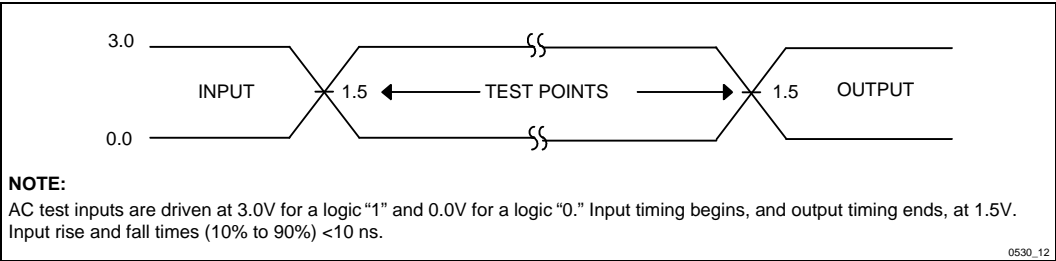 3.0
INPUT 1.5 TEST POINTS 1.5 OUTPUT
0.0
NOTE:
AC test inputs are driven at 3.0V for a logic “1” and 0.0V for a logic “0.” Input timing begins, and output timing ends, at 1.5V.
Input rise and fall times (10% to 90%) <10 ns.
0530_12